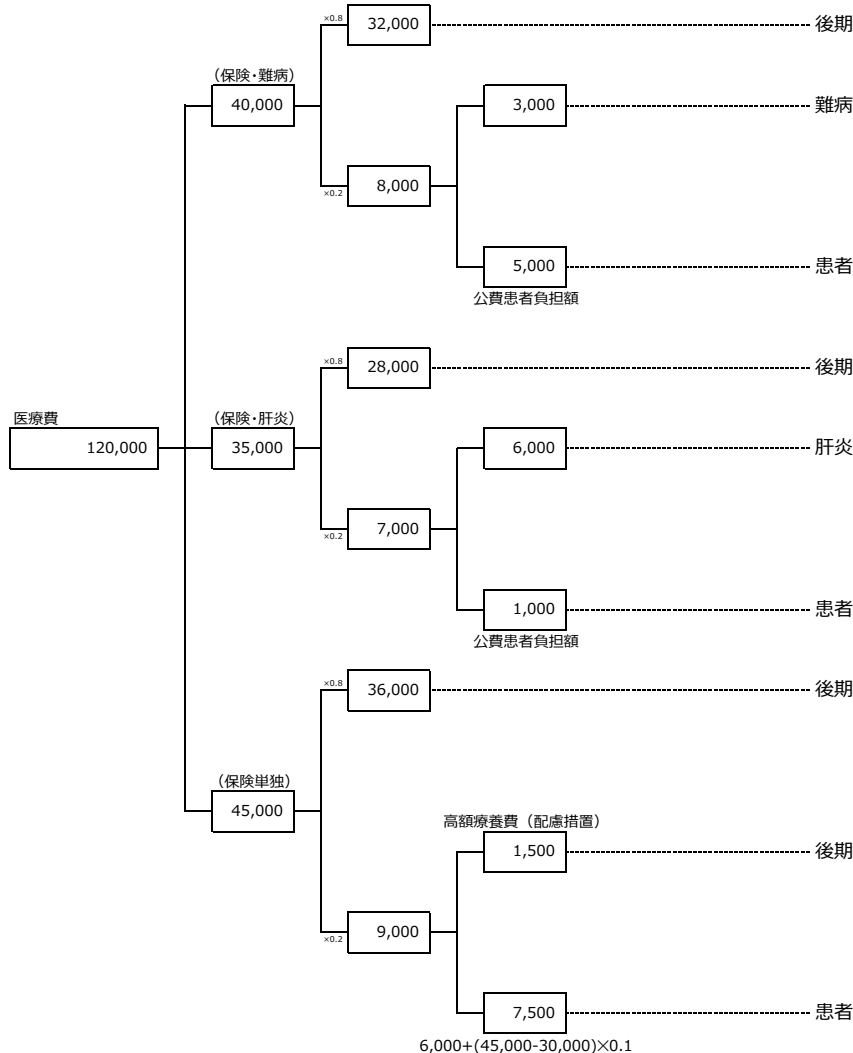 ×0.8
32,000
後期
(保険・難病)
40,000
3,000
難病
×0.2
8,000
5,000
患者
公費患者負担額
×0.8
28,000
後期
医療費
120,000
(保険・肝炎)
35,000
6,000
肝炎
×0.2
7,000
1,000
患者
公費患者負担額
×0.8
36,000
後期
(保険単独)
45,000
高額療養費（配慮措置）
1,500
後期
×0.2
9,000
7,500
患者
6,000+(45,000-30,000)×0.1